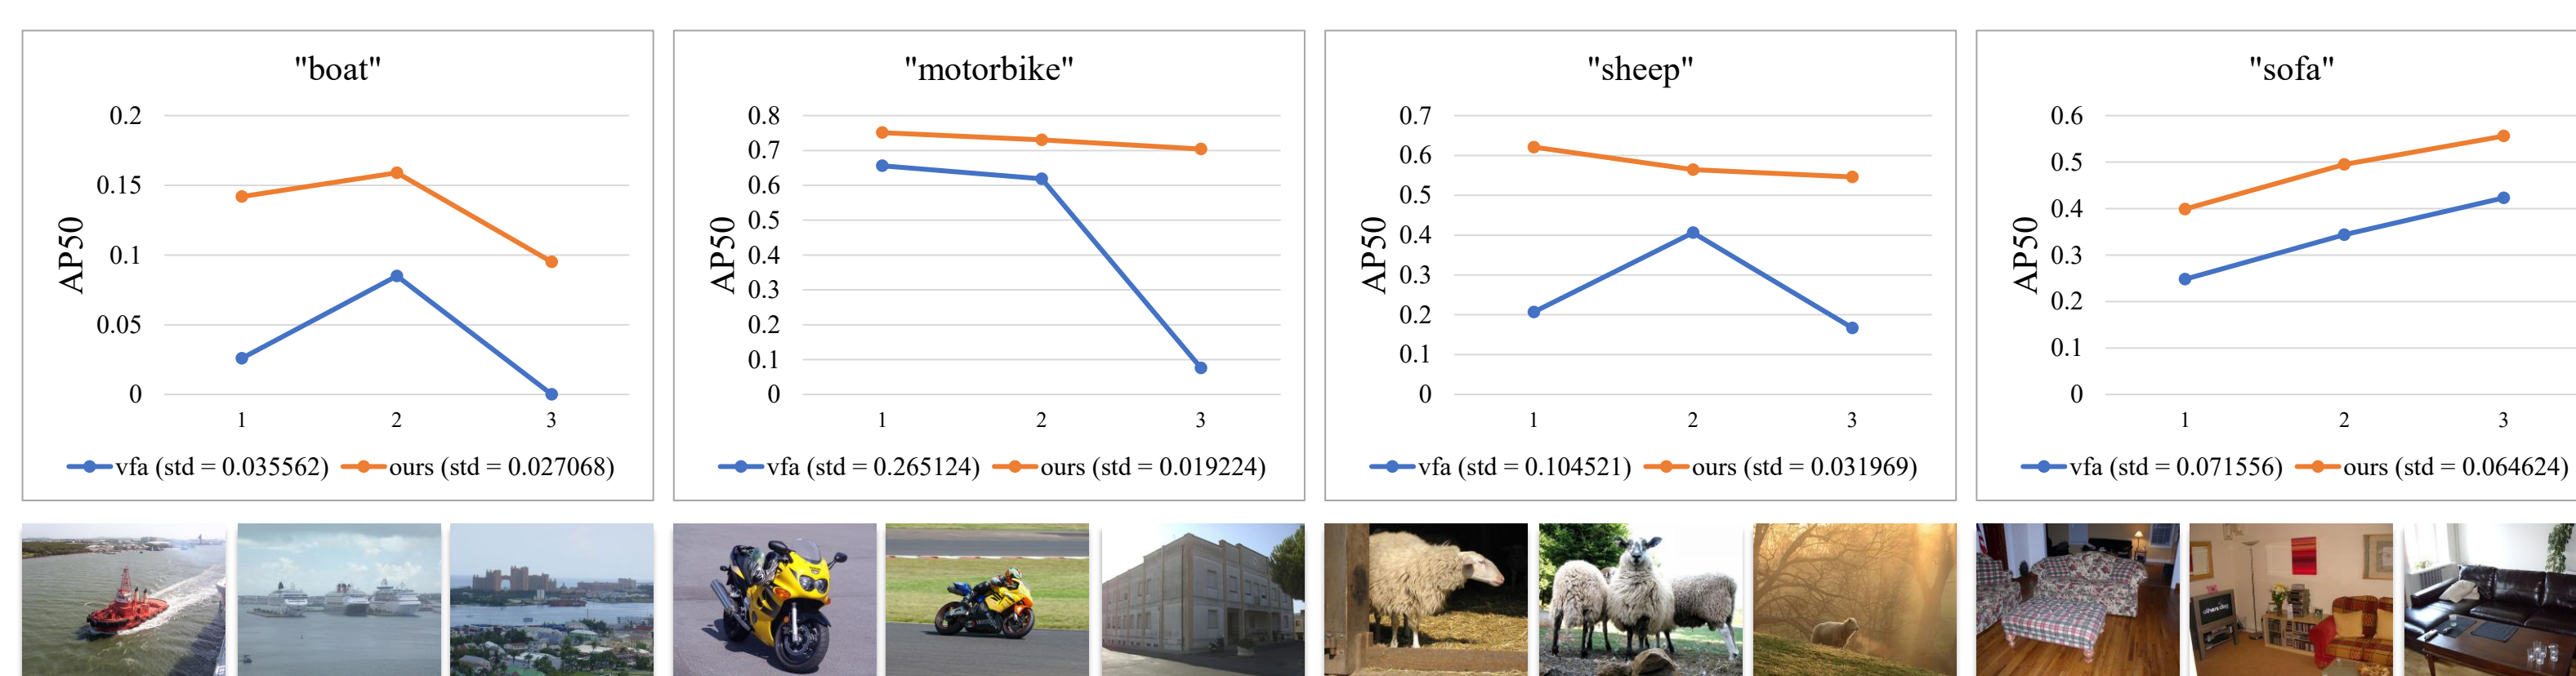 "boat"
0.2
0.15
0.1
0.05
0
AP50
1 2 3
vfa (std = 0.035562) ours (std = 0.027068)
"motorbike"
0.8
0.7
0.6
0.5
0.4
0.3
0.2
0.1
0
AP50
1 2 3
vfa (std = 0.265124) ours (std = 0.019224)
"sheep"
0.7
0.6
0.5
0.4
0.3
0.2
0.1
0
AP50
1 2 3
vfa (std = 0.104521) ours (std = 0.031969)
"sofa"
0.6
0.5
0.4
0.3
0.2
0.1
0
AP50
1 2 3
vfa (std = 0.071556) ours (std = 0.064624)